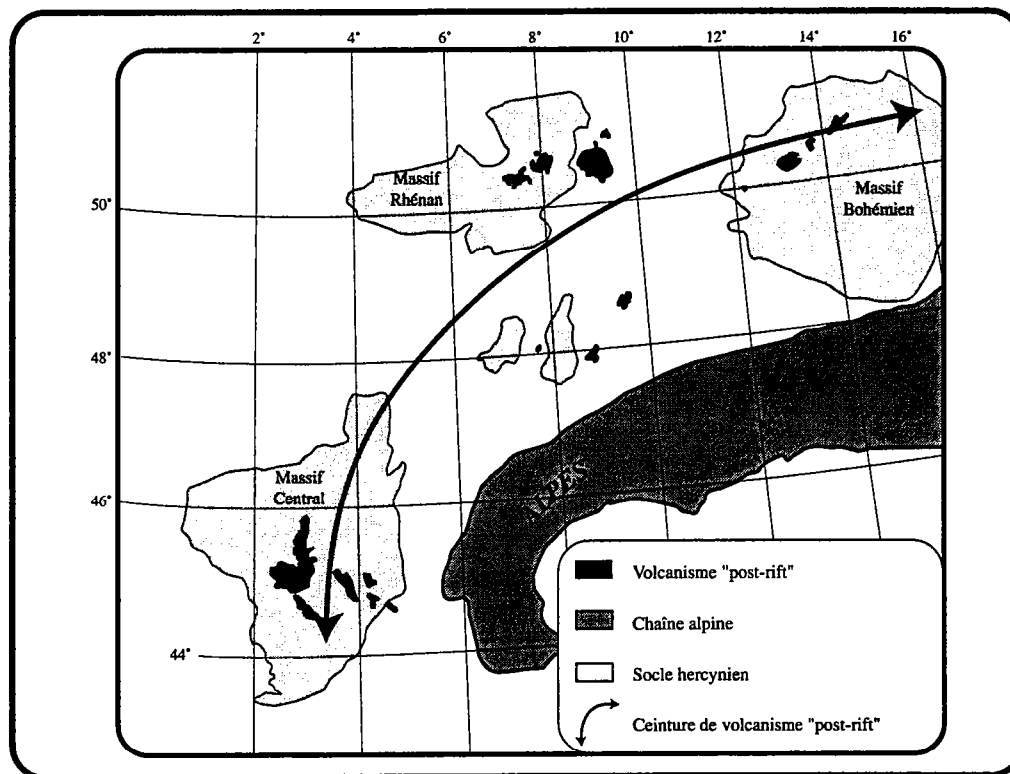 2° 4° 6° 8° 10° 12° 14° 16°
Massif
Rhénan
Massif
Bohémien
50°
48°
Massif
Central
46°
ALPES
44°
Volcanisme "post-rift"
Chaîne alpine
Socle hercynien
Ceinture de volcanisme "post-rift"